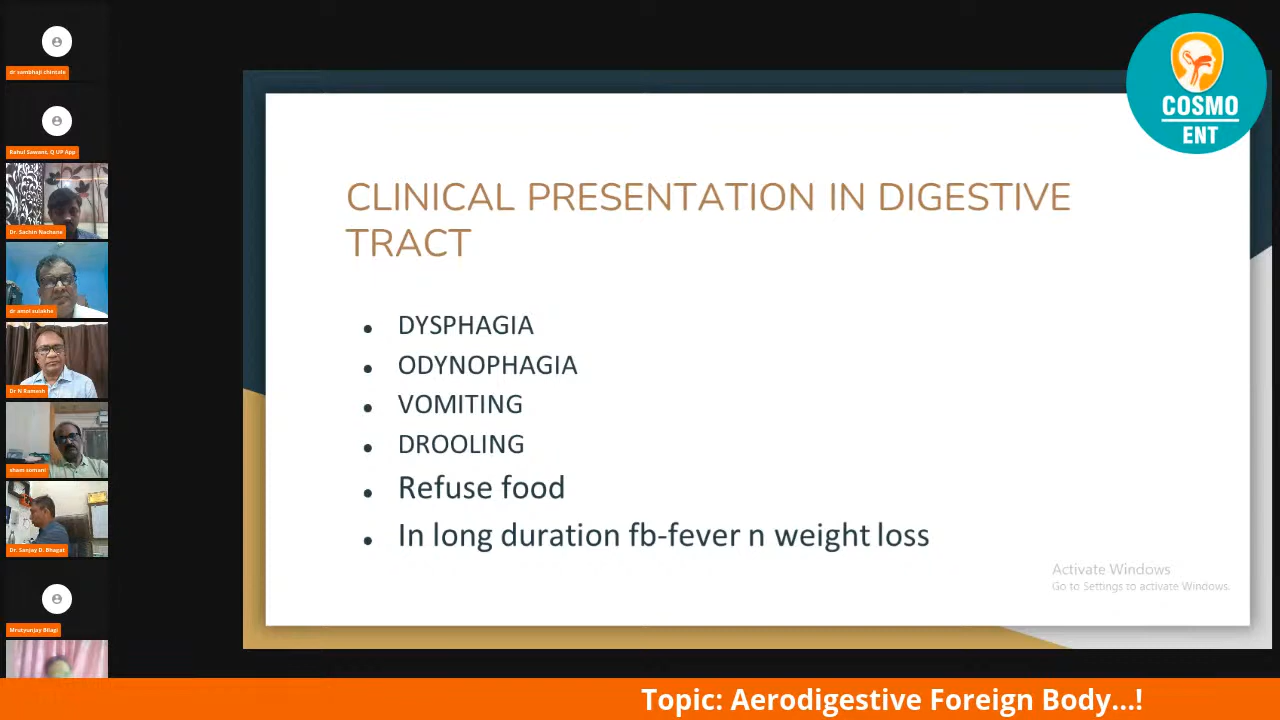 dr sambhaji chintale
Rahul Sawant, Q UP App
Dr. Sachin Nachane
dr amol sulakhe
Dr N Ramesh
sham somani
Dr. Sanjay D. Bhagat
Mrutyunjay Bilagi
COSMO
ENT
CLINICAL PRESENTATION IN DIGESTIVE
TRACT
• DYSPHAGIA
• ODYNOPHAGIA
• VOMITING
• DROOLING
• Refuse food
• In long duration fb-fever n weight loss
Activate Windows
Go to Settings to activate Windows.
Topic: Aerodigestive Foreign Body...!